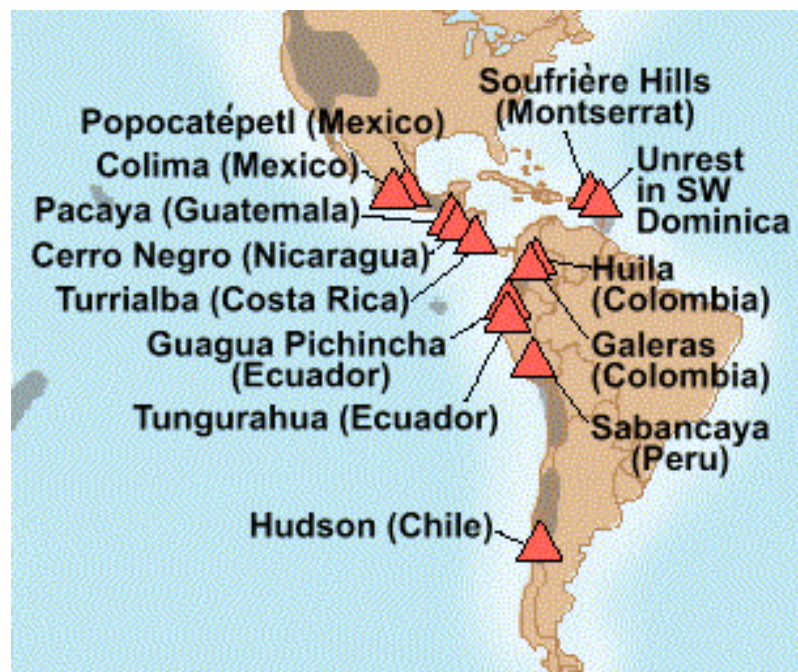 Soufrière Hills
(Montserrat)
Popocatépetl (Mexico)
Unrest
in SW
Dominica
Colima (Mexico)
Pacaya (Guatemala)
Cerro Negro (Nicaragua)
Huila
(Colombia)
Turrialba (Costa Rica)
Guagua Pichincha
(Ecuador)
Galeras
(Colombia)
Tungurahua (Ecuador)
Sabancaya
(Peru)
Hudson (Chile)